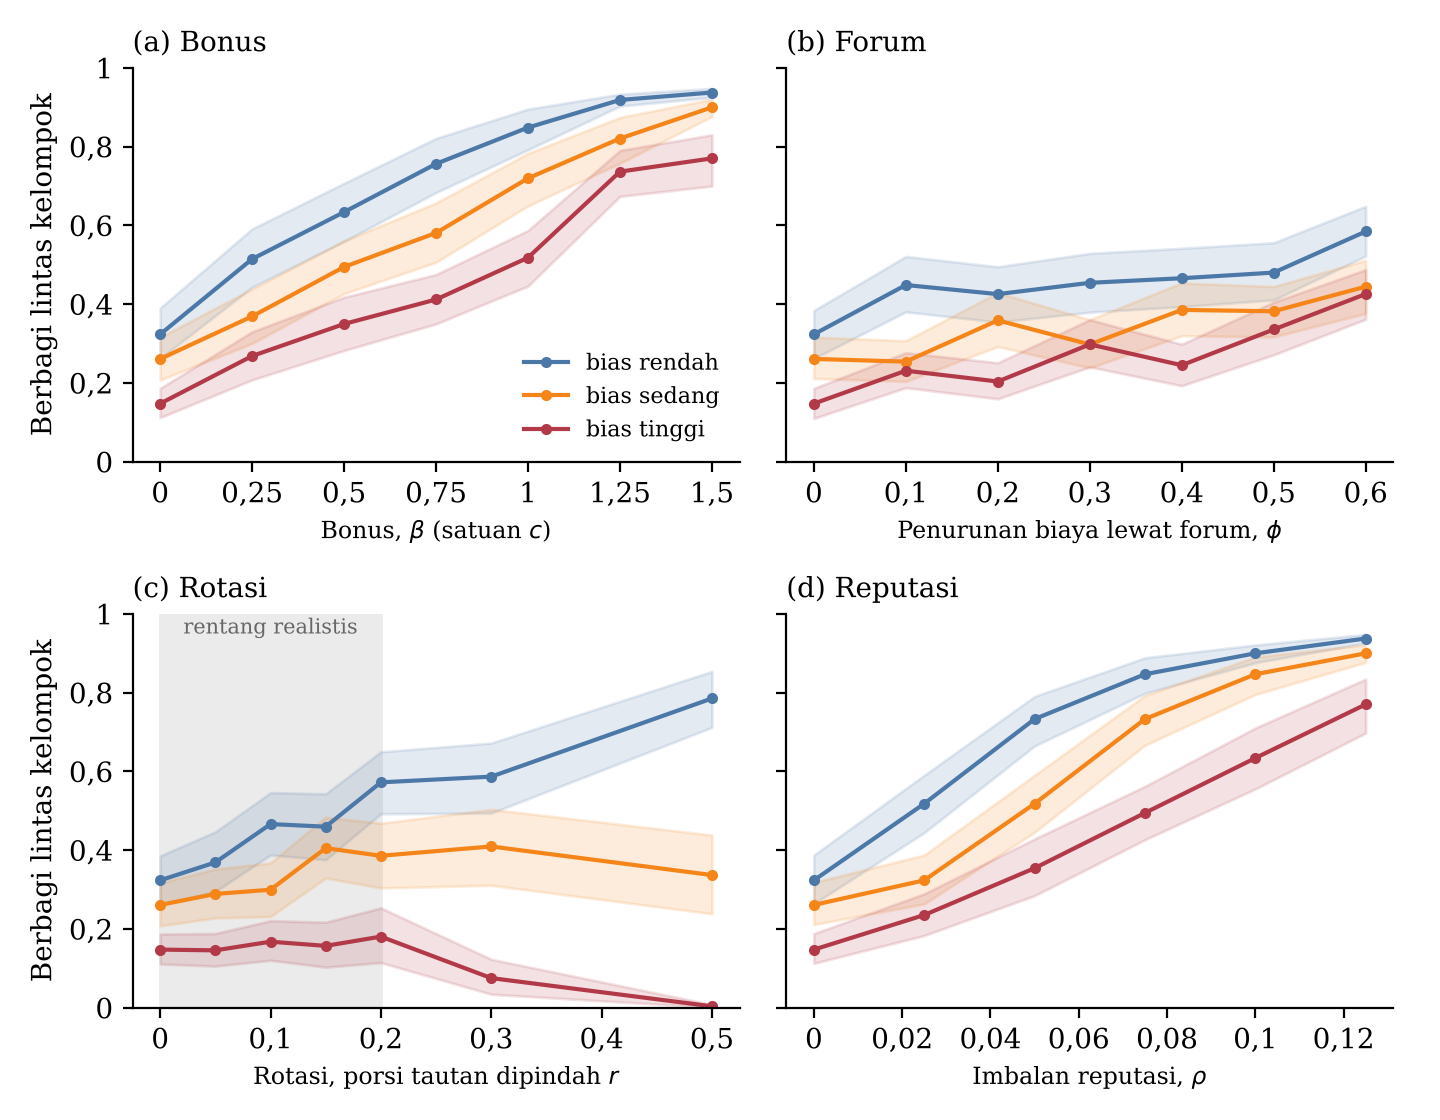 (a) Bonus
Berbagi lintas kelompok
1
0,8
0,6
0,4
0,2
0
bias rendah
bias sedang
bias tinggi
0 0,25 0,5 0,75 1 1,25 1,5
Bonus, β (satuan c)
(b) Forum
0 0,1 0,2 0,3 0,4 0,5 0,6
Penurunan biaya lewat forum, ϕ
(c) Rotasi
Berbagi lintas kelompok
1
0,8
0,6
0,4
0,2
0
rentang realistis
0 0,1 0,2 0,3 0,4 0,5
Rotasi, porsi tautan dipindah r
(d) Reputasi
0 0,02 0,04 0,06 0,08 0,1 0,12
Imbalan reputasi, ρ